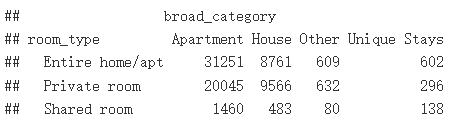 ## broad_category
## room_type Apartment House Other Unique Stays
## Entire home/apt 31251 8761 609 602
## Private room 20045 9566 632 296
## Shared room 1460 483 80 138